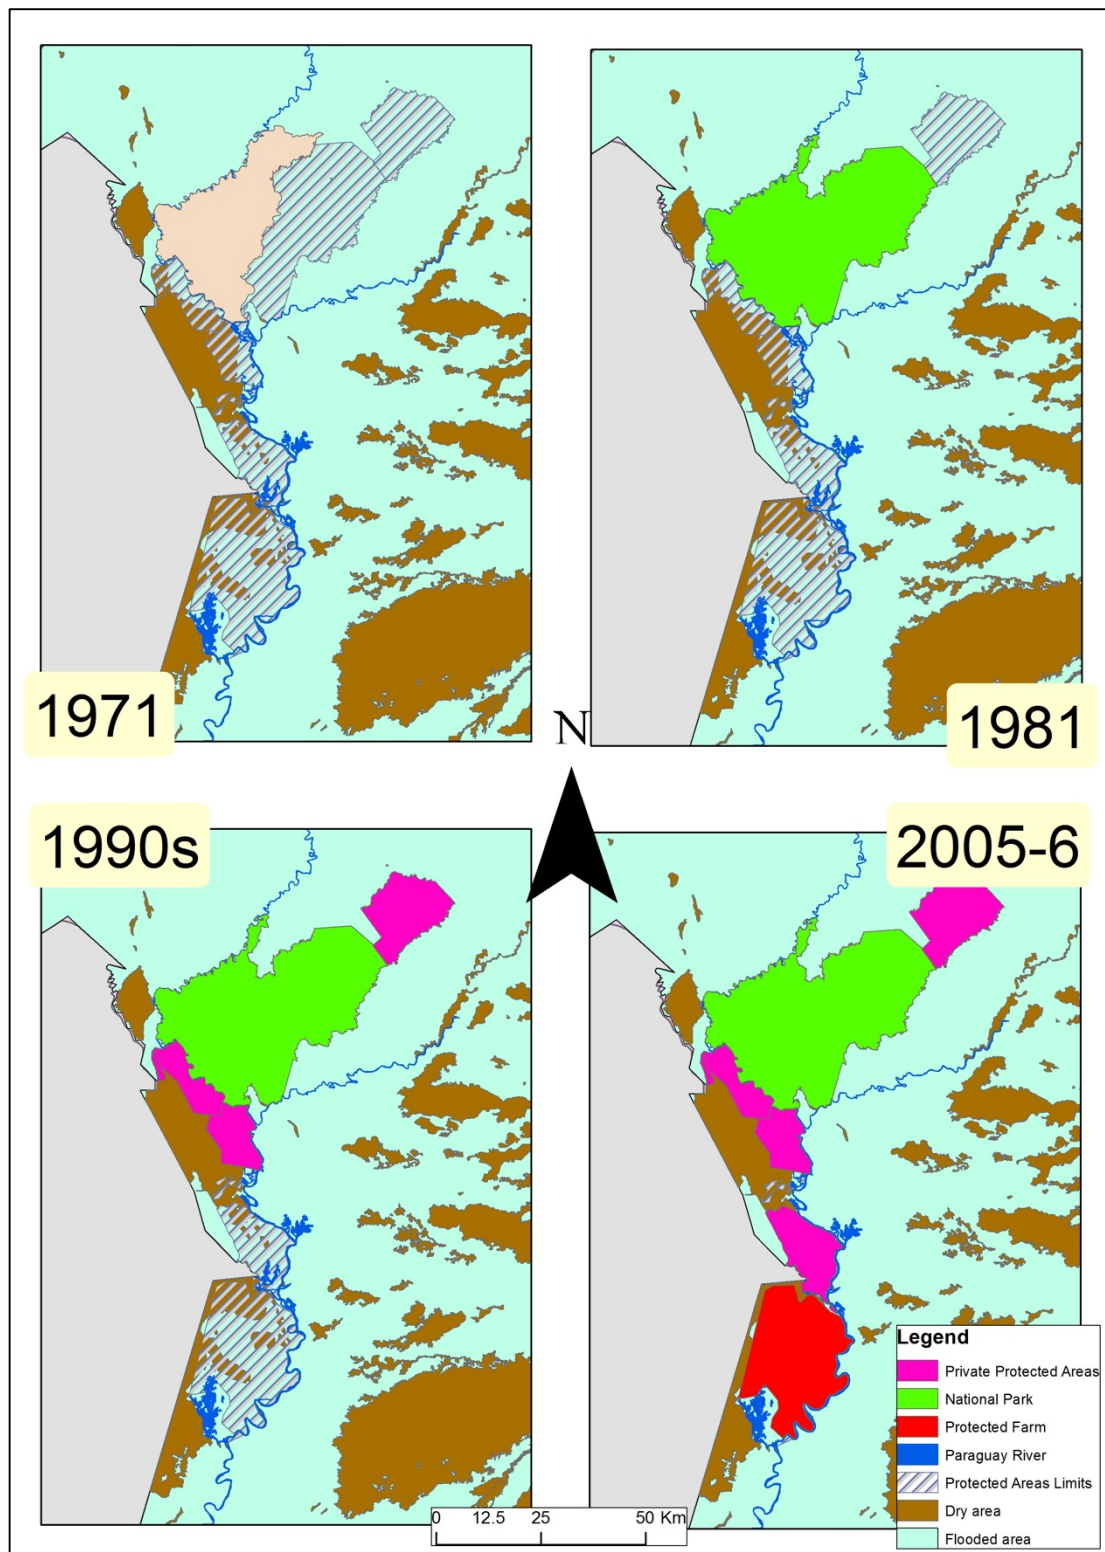 1971
1981
N
1990s
2005-6
Legend
Private Protected Areas
National Park
Protected Farm
Paraguay River
Protected Areas Limits
Dry area
Flooded area
0 12.5 25 50 Km